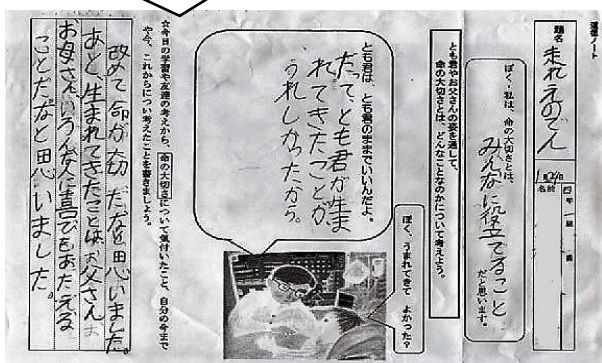 道徳ノート
題名
走れえのでん
1月24日
四年一組 番
名前
ぼく・私は、命の大切さとは、
みんなに役立てること
だと思います。
とも君やお父さんの姿を通して、
命の大切さとは、どんなことなのかについて考えよう。
ぼく、うまれてきて よかった?
とも君は、とも君のままでいいんだよ。
だって、とも君が生ま
れてきたことが、
うれしかったから。
☆今日の学習や友達の考えから、命の大切さについて気付いたこと、自分の今まで
や今、これからについ考えたことを書きましょう。
改めて命が大切だなと思いました。
あと、生まれてきたことは、お父さん、
お母さん、いろんな人に喜びをあたえる
ことだなと思いました。